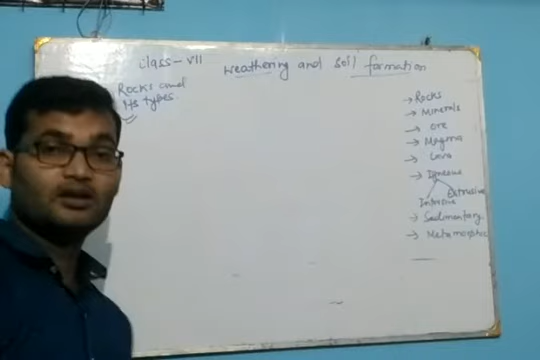 Class - VII
Weathering and Soil formation
Rocks and
its types.
→ Rocks
→ Minerals
→ Ore
→ Magma
→ Lava
→ Igneous
Extrusive
Intrusive
→ Sedimentary
→ Metamorphic